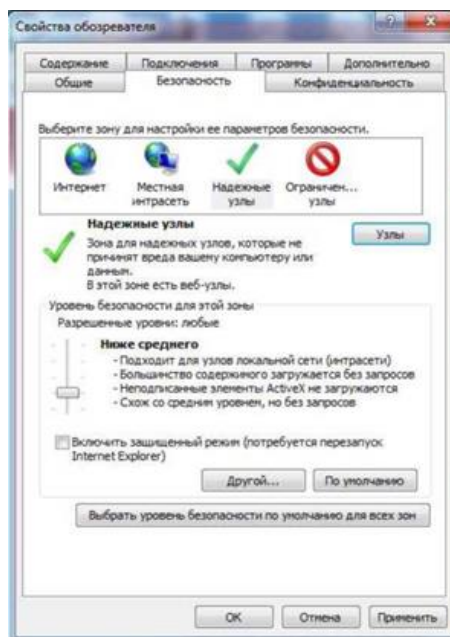 Свойства обозревателя
Содержание Подключения Программы Дополнительно
Общие Безопасность Конфиденциальность
Выберите зону для настройки ее параметров безопасности.
Интернет Местная интрасеть Надежные узлы Ограничен... узлы
Надежные узлы
Узлы
Зона для надежных узлов, которые не
причинят вреда вашему компьютеру или
данным.
В этой зоне есть веб-узлы.
Уровень безопасности для этой зоны
Разрешенные уровни: любые
Ниже среднего
- Подходит для узлов локальной сети (интрасети)
- Большинство содержимого загружается без запросов
- Неподписанные элементы ActiveX не загружаются
- Схож со средним уровнем, но без запросов
Включить защищенный режим (потребуется перезапуск
Internet Explorer)
Другой... По умолчанию
Выбрать уровень безопасности по умолчанию для всех зон
OK Отмена Применить